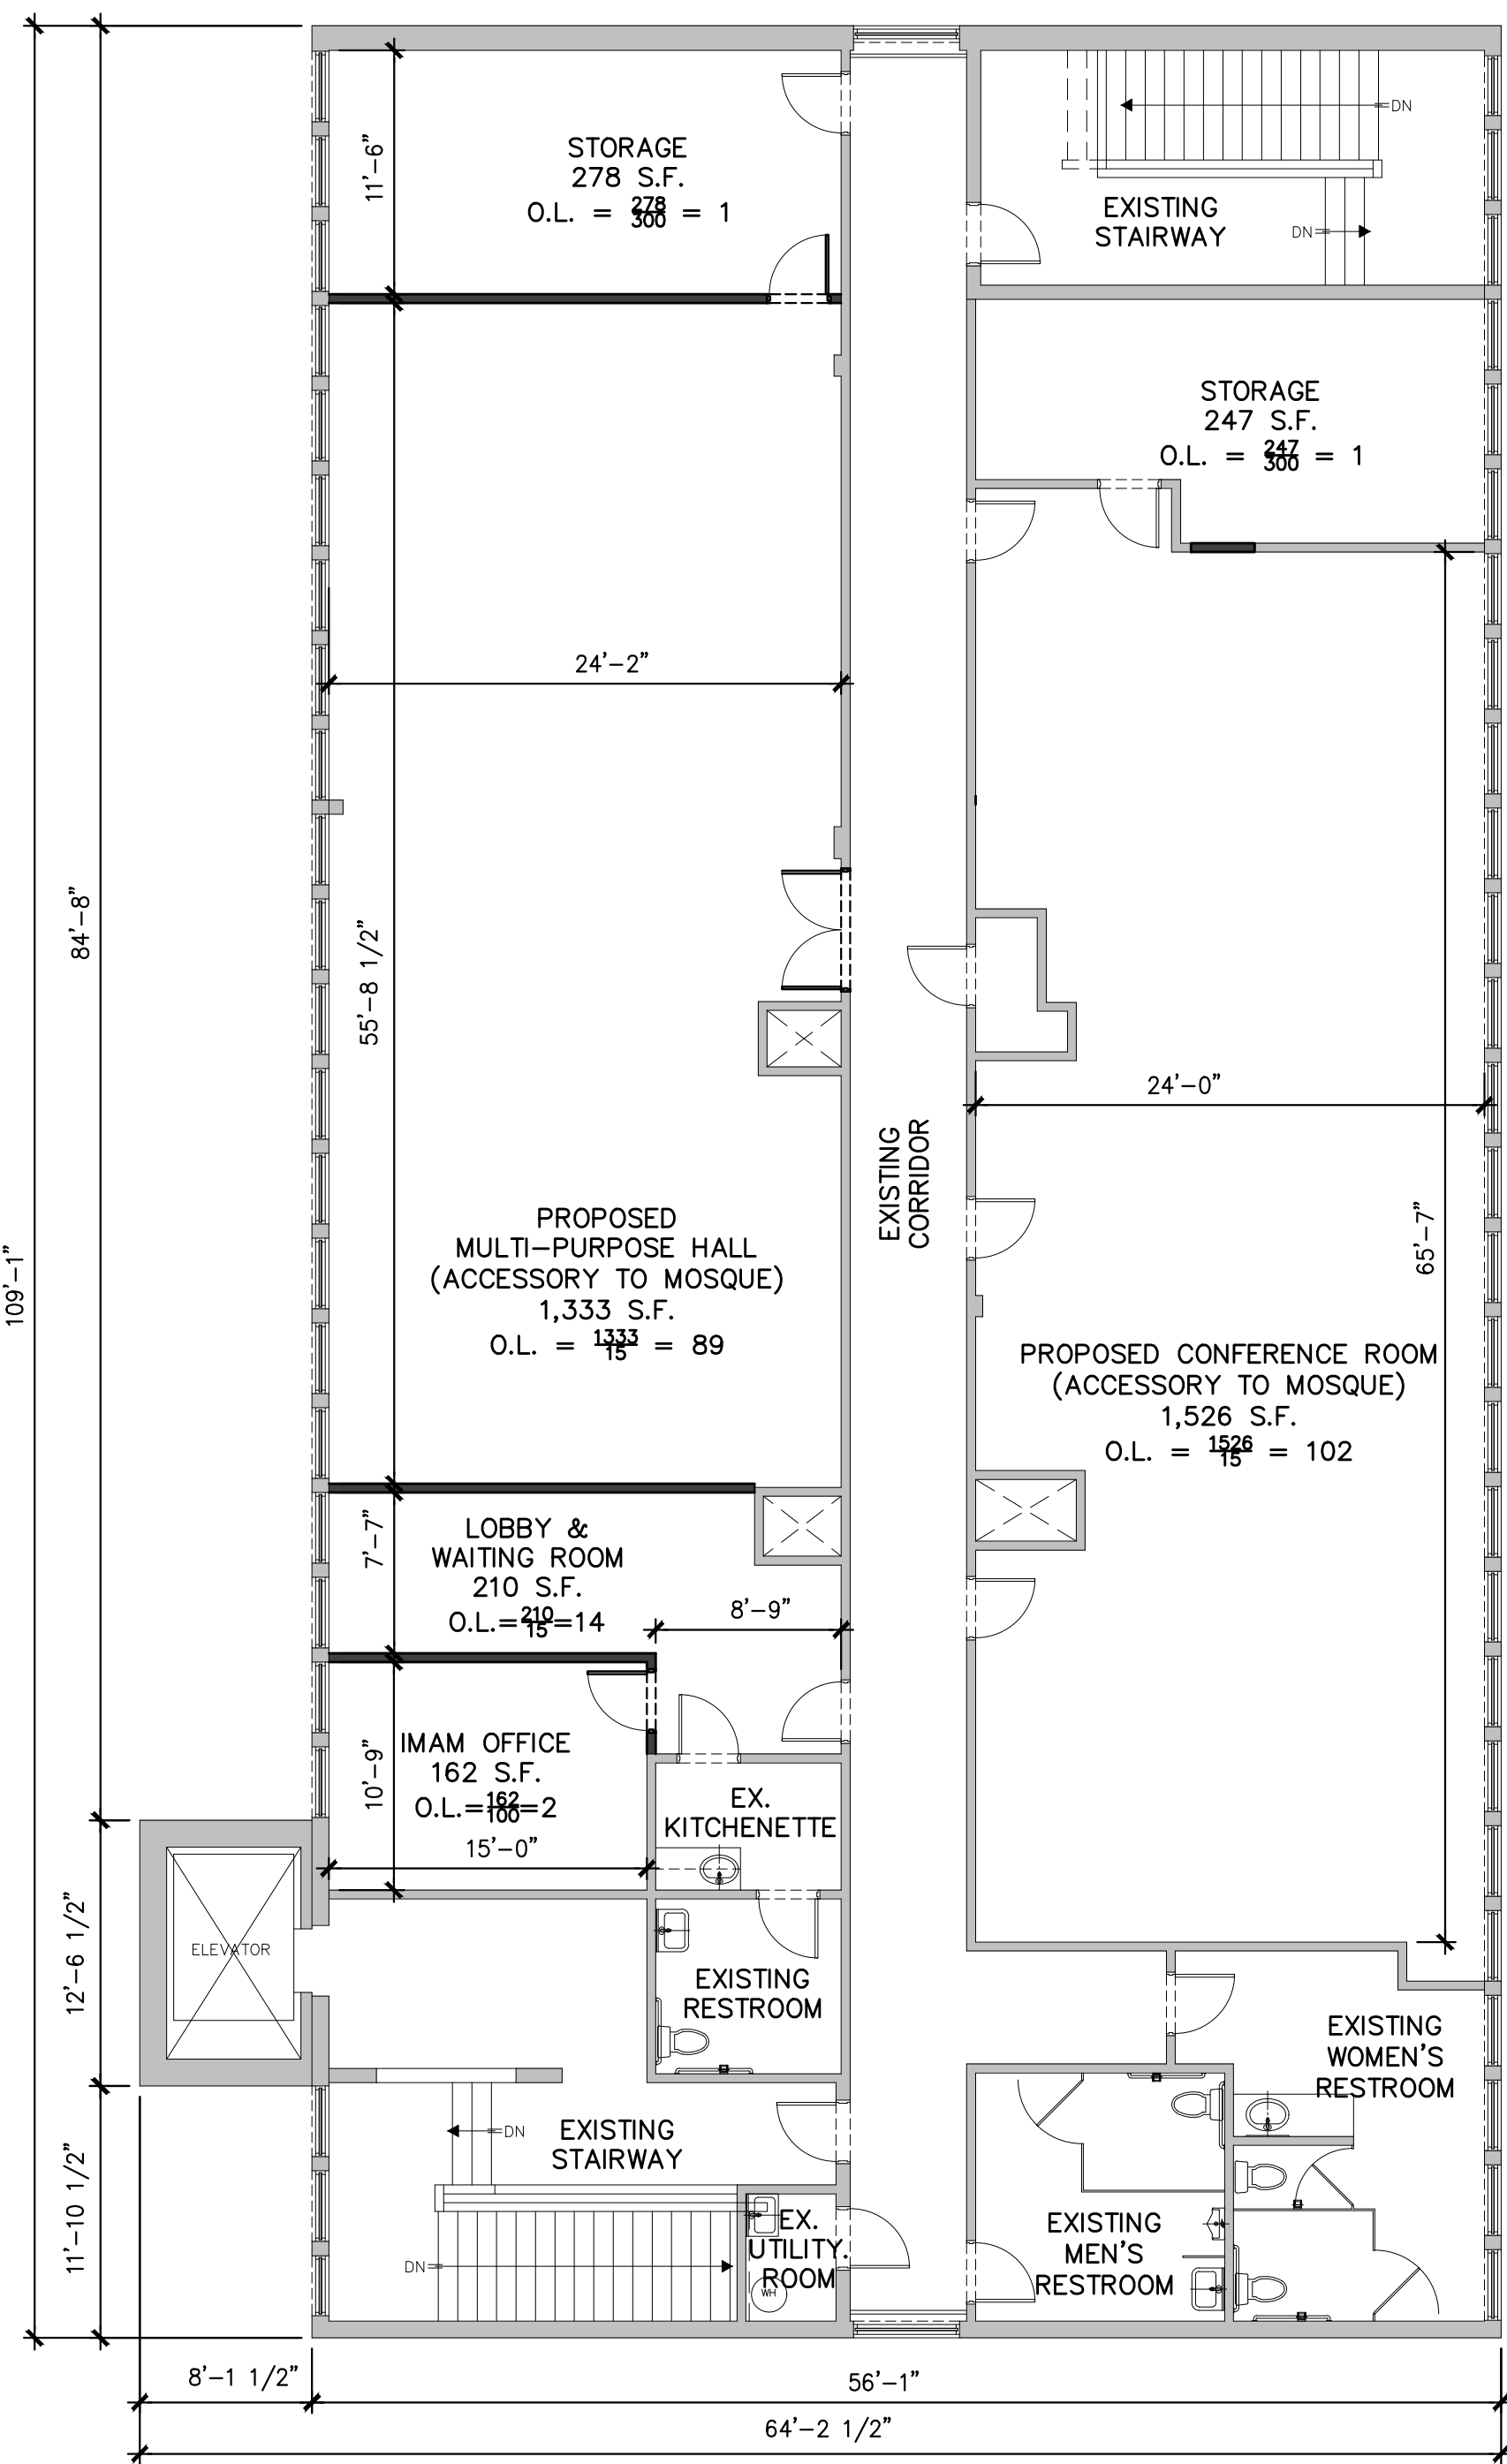 DN
STORAGE
278 S.F.
O.L. = 278/300 = 1
11'-6"
EXISTING
STAIRWAY
DN
STORAGE
247 S.F.
O.L. = 247/300 = 1
24'-2"
84'-8"
55'-8 1/2"
24'-0"
EXISTING
CORRIDOR
109'-1"
65'-7"
PROPOSED
MULTI-PURPOSE HALL
(ACCESSORY TO MOSQUE)
1,333 S.F.
O.L. = 1333/15 = 89
PROPOSED CONFERENCE ROOM
(ACCESSORY TO MOSQUE)
1,526 S.F.
O.L. = 1526/15 = 102
7'-7"
LOBBY &
WAITING ROOM
210 S.F.
O.L.=210/15=14
8'-9"
10'-9"
IMAM OFFICE
162 S.F.
O.L.=162/100=2
15'-0"
EX.
KITCHENETTE
12'-6 1/2"
ELEVATOR
EXISTING
RESTROOM
EXISTING
WOMEN'S
RESTROOM
11'-10 1/2"
DN
EXISTING
STAIRWAY
DN
EX.
UTILITY.
ROOM
WH
EXISTING
MEN'S
RESTROOM
8'-1 1/2"
56'-1"
64'-2 1/2"